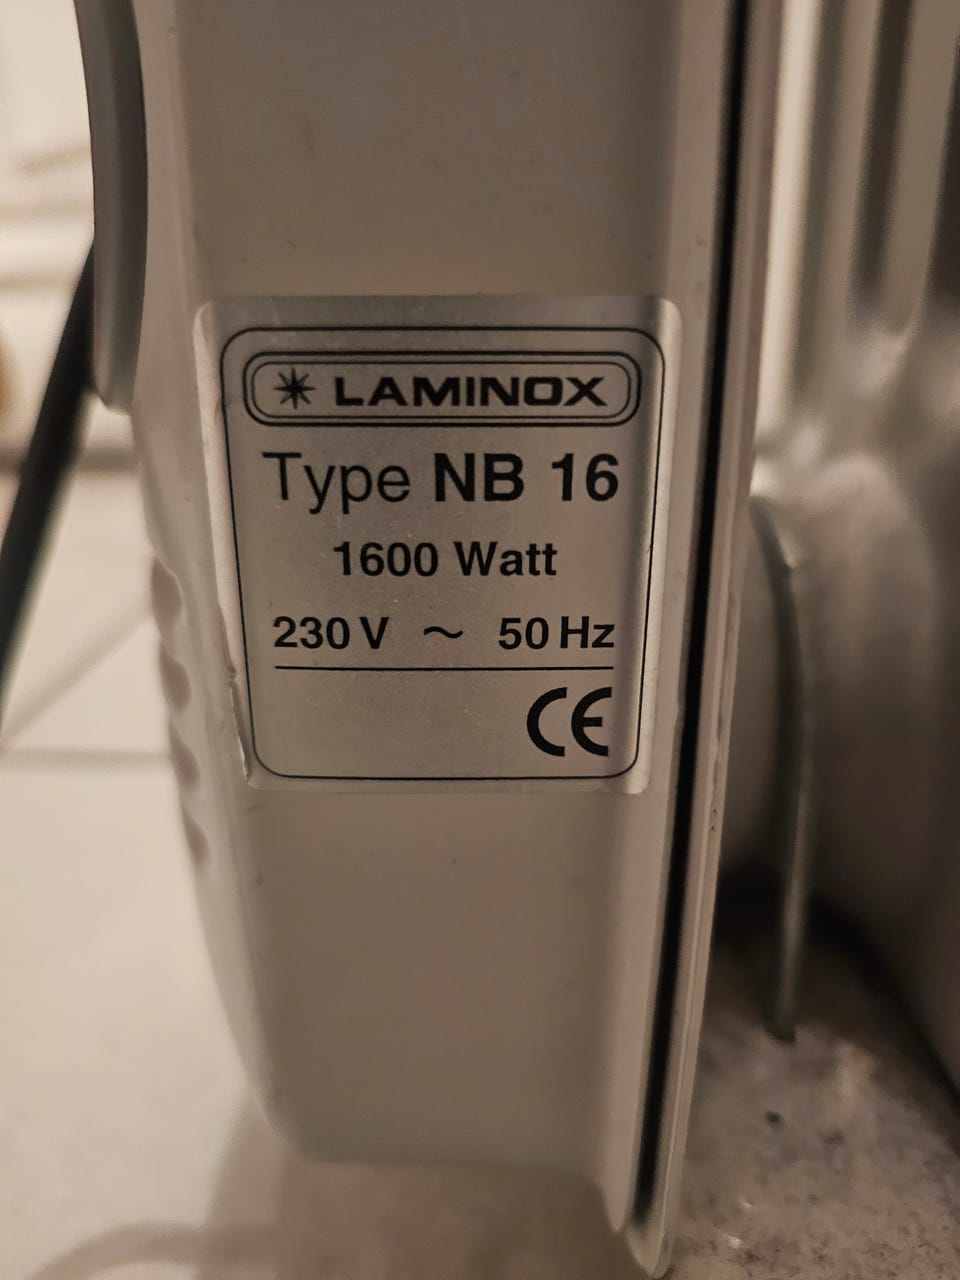 LAMINOX
Type NB 16
1600 Watt
230 V ~ 50 Hz
CE